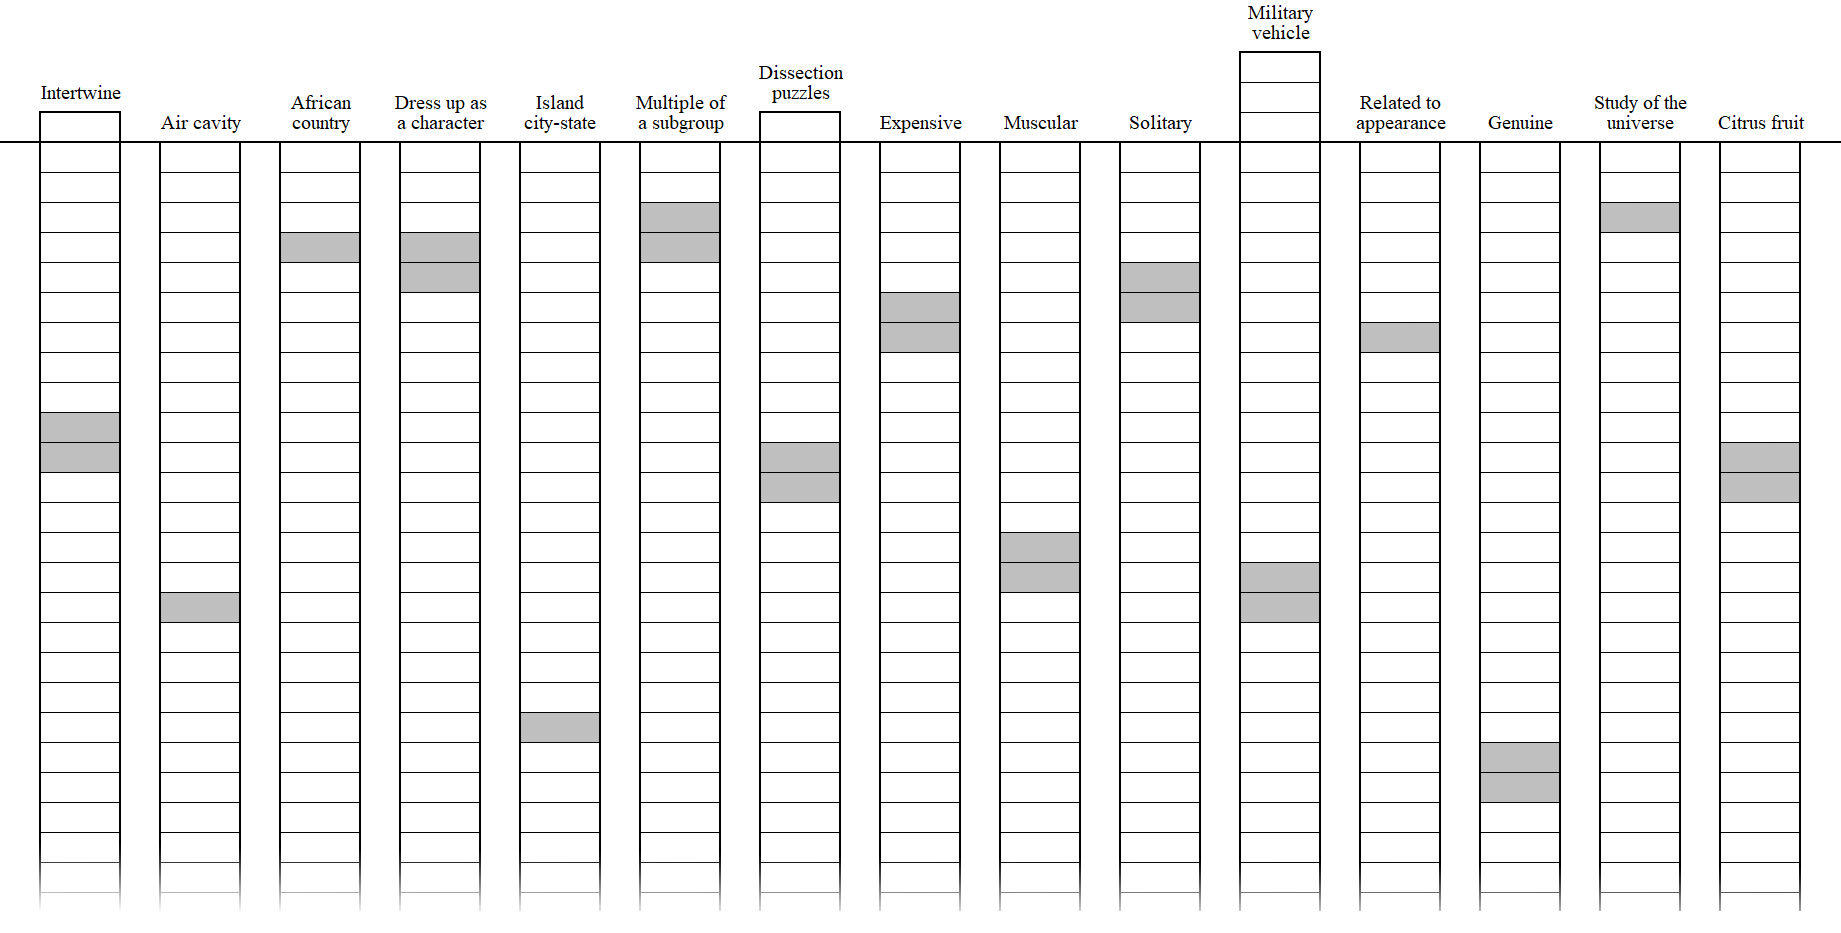 Intertwine
Air cavity
African
country
Dress up as
a character
Island
city-state
Multiple of
a subgroup
Dissection
puzzles
Expensive
Muscular
Solitary
Military
vehicle
Related to
appearance
Genuine
Study of the
universe
Citrus fruit